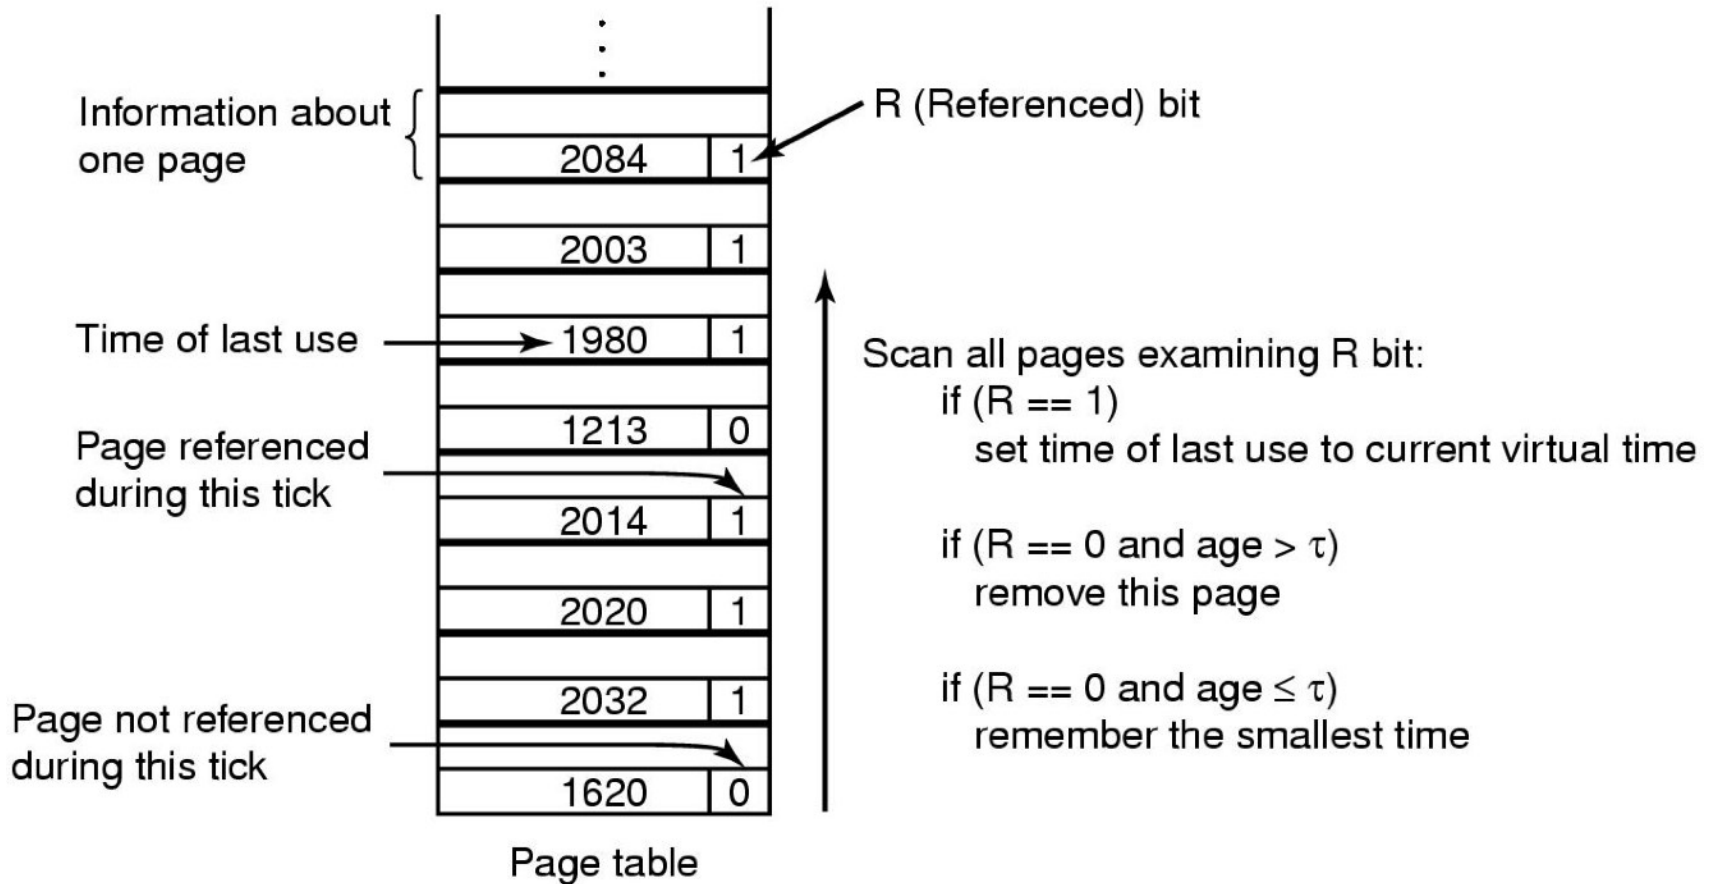 Information about
one page
R (Referenced) bit
2084 1
2003 1
Time of last use
1980 1
Scan all pages examining R bit:
if (R == 1)
set time of last use to current virtual time
1213 0
Page referenced
during this tick
2014 1
if (R == 0 and age > τ)
remove this page
2020 1
if (R == 0 and age ≤ τ)
remember the smallest time
2032 1
Page not referenced
during this tick
1620 0
Page table